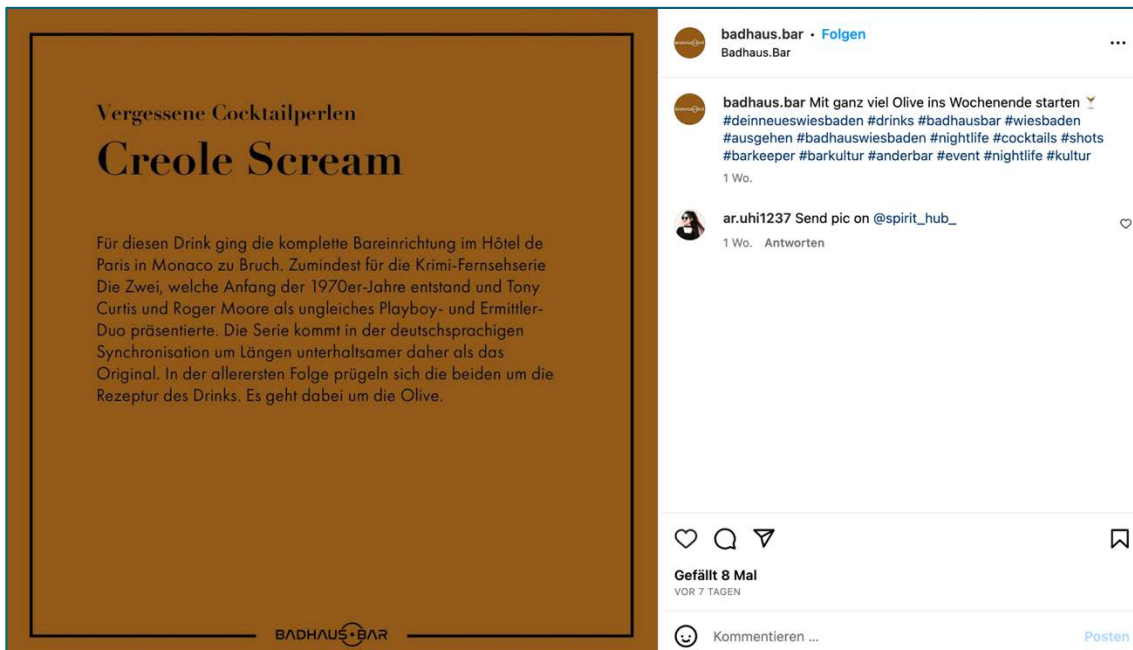 Vergessene Cocktailperlen
Creole Scream
Für diesen Drink ging die komplette Bareinrichtung im Hôtel de
Paris in Monaco zu Bruch. Zumindest für die Krimi-Fernsehserie
Die Zwei, welche Anfang der 1970er-Jahre entstand und Tony
Curtis und Roger Moore als ungleiches Playboy- und Ermittler-
Duo präsentierte. Die Serie kommt in der deutschsprachigen
Synchronisation um Längen unterhaltsamer daher als das
Original. In der allerersten Folge prügeln sich die beiden um die
Rezeptur des Drinks. Es geht dabei um die Olive.
BADHAUS•BAR
badhaus.bar • Folgen
Badhaus.Bar
badhaus.bar Mit ganz viel Olive ins Wochenende starten 🍸
#deinneueswiesbaden #drinks #badhausbar #wiesbaden
#ausgehen #badhauswiesbaden #nightlife #cocktails #shots
#barkeeper #barkultur #anderbar #event #nightlife #kultur
1 Wo.
ar.uhi1237 Send pic on @spirit_hub_
1 Wo. Antworten
Gefällt 8 Mal
VOR 7 TAGEN
Kommentieren ...
Posten